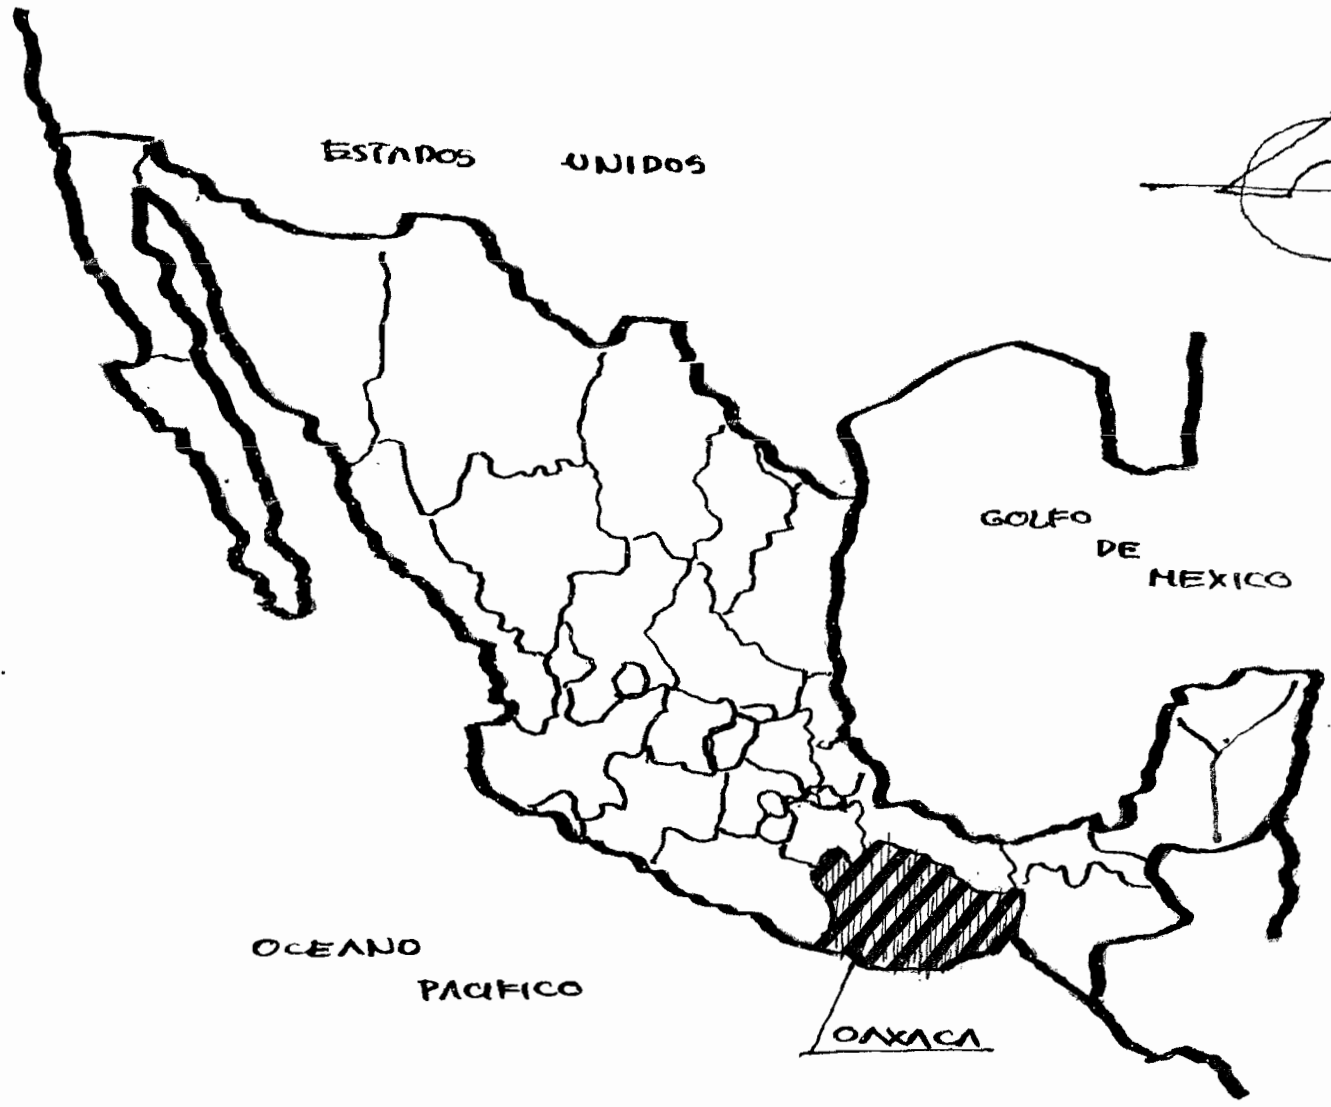 ESTADOS UNIDOS
GOLFO
DE
MEXICO
OCEANO
PACIFICO
OAXACA